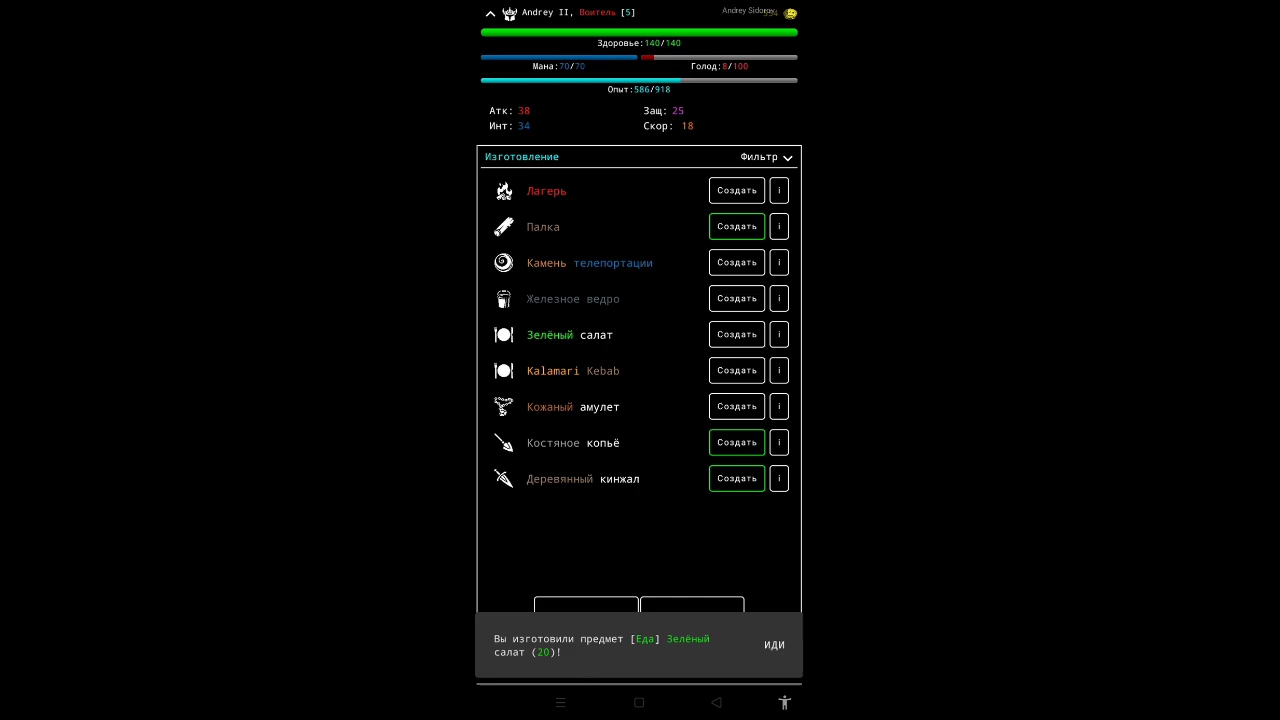 Andrey II, Воитель [5]
Andrey Sidorov
Здоровье:140/140
Мана:70/70
Голод:8/100
Опыт:586/918
Атк: 38
Защ: 25
Инт: 34
Скор: 18
Изготовление
Фильтр
Лагерь
Создать
i
Палка
Создать
i
Камень телепортации
Создать
i
Железное ведро
Создать
i
Зелёный салат
Создать
i
Kalamari Kebab
Создать
i
Кожаный амулет
Создать
i
Костяное копьё
Создать
i
Деревянный кинжал
Создать
i
Вы изготовили предмет [Еда] Зелёный
салат (20)!
ИДИ